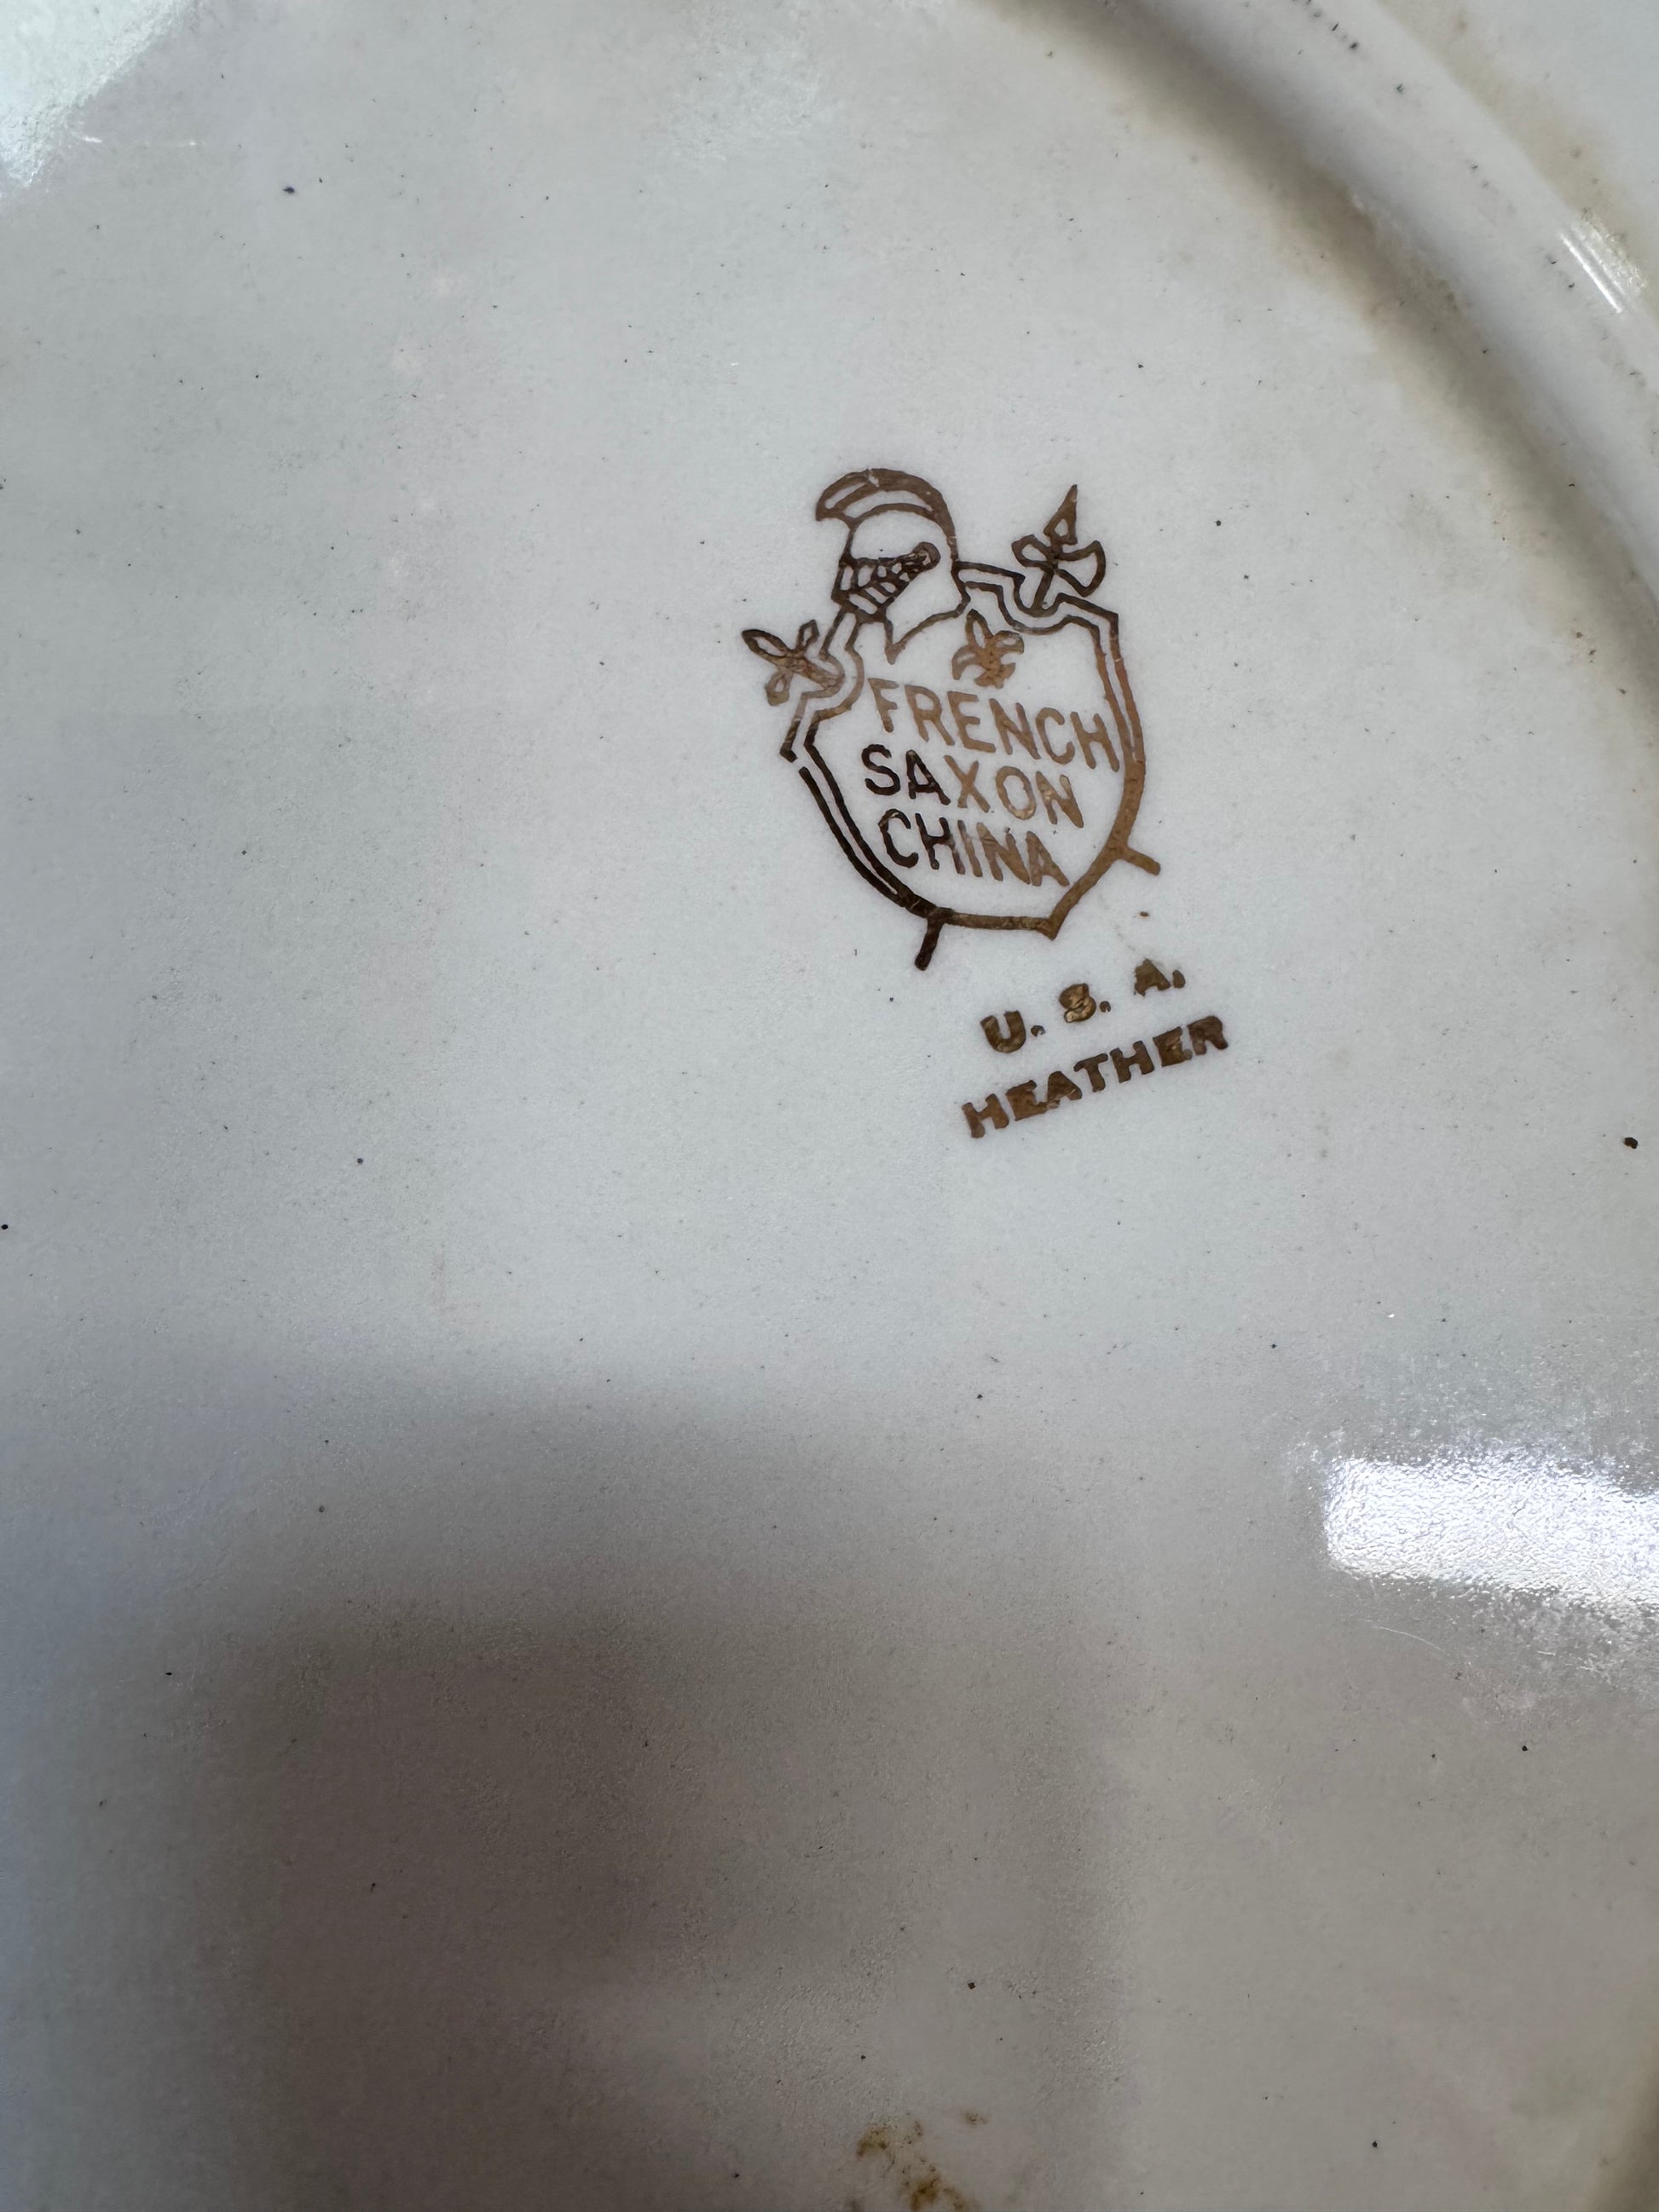 FRENCH
SAXON
CHINA
U. S. A.
HEATHER